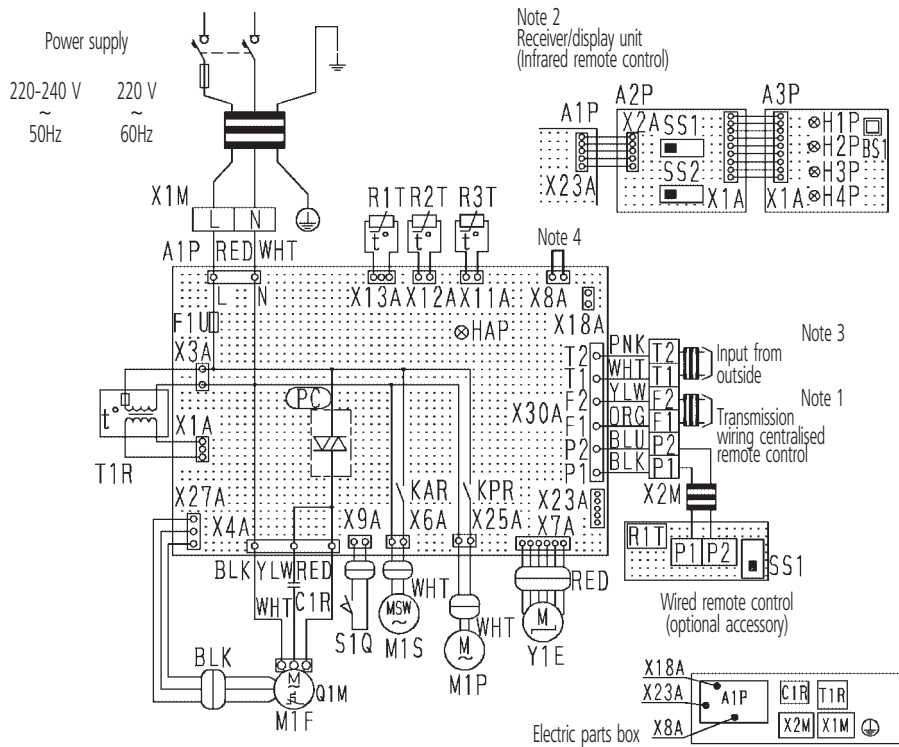 Power supply
220-240 V 220 V
~ ~
50Hz 60Hz
Note 2
Receiver/display unit
(Infrared remote control)
A1P A2P A3P
X2A SS1 H1P
H2P BS1
SS2 H3P
X23A X1A X1A H4P
X1M L N
R1T R2T R3T
t° t° t°
Note 4
A1P RED WHT
L N X13A X12A X11A X8A
X18A
F1U HAP
X3A
Note 3
PNK T2 T2 Input from
WHT T1 T1 outside
PC
YLW F2 F2 Note 1
t° X1A X30A
ORG F1 F1 Transmission
BLU P2 P2 wiring centralised
BLK P1 P1 remote control
T1R
KAR KPR X23A X2M
X27A
X4A X9A X6A X25A X7A
R1T P1 P2 SS1
BLK YLW RED
WHT C1R WHT RED
MSW
~
S1Q M1S WHT M
Wired remote control
(optional accessory)
M
~
Y1E
BLK M1P
M
~
Q1M
M1F
X18A
X23A A1P C1R T1R
X8A X2M X1M
Electric parts box